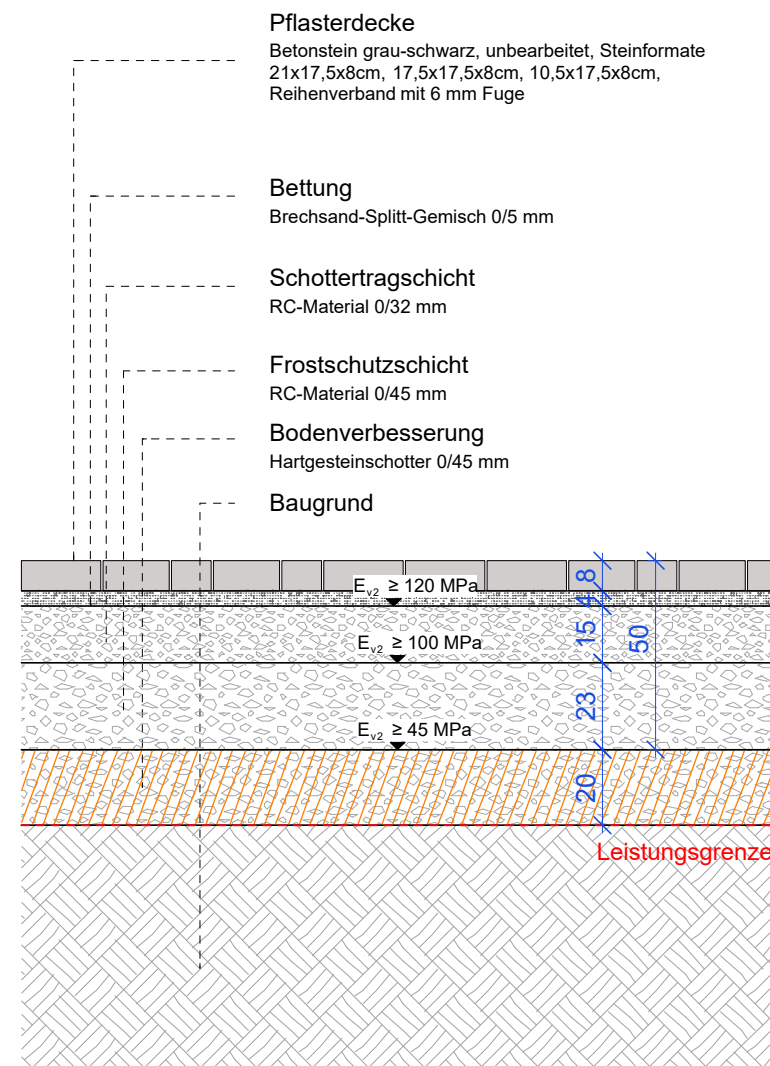 Pflasterdecke
Betonstein grau-schwarz, unbearbeitet, Steinformate
21x17,5x8cm, 17,5x17,5x8cm, 10,5x17,5x8cm,
Reihenverband mit 6 mm Fuge
Bettung
Brechsand-Splitt-Gemisch 0/5 mm
Schottertragschicht
RC-Material 0/32 mm
Frostschutzschicht
RC-Material 0/45 mm
Bodenverbesserung
Hartgesteinschotter 0/45 mm
Baugrund
8
Ev2 ≥ 120 MPa
4
15
50
Ev2 ≥ 100 MPa
23
Ev2 ≥ 45 MPa
20
Leistungsgrenze